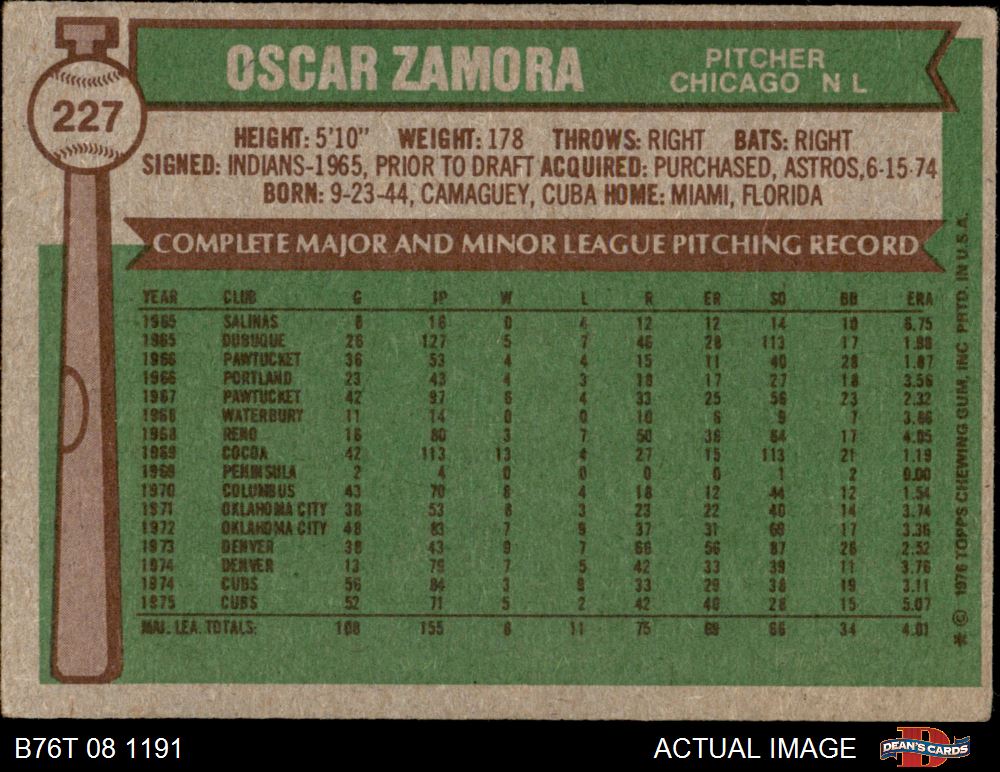 OSCAR ZAMORA
PITCHER
CHICAGO N L
227
HEIGHT: 5'10" WEIGHT: 178 THROWS: RIGHT BATS: RIGHT
SIGNED: INDIANS-1965, PRIOR TO DRAFT ACQUIRED: PURCHASED, ASTROS,6-15-74
BORN: 9-23-44, CAMAGUEY, CUBA HOME: MIAMI, FLORIDA
COMPLETE MAJOR AND MINOR LEAGUE PITCHING RECORD
YEAR CLUB G IP W L R ER SO BB ERA
1965 SALINAS 16 0 4 12 12 14 10 6.75
1965 DUBUQUE 26 127 5 7 46 28 113 17 1.98
1966 PAWTUCKET 36 53 4 4 15 11 40 28 1.87
1966 PORTLAND 23 43 4 3 18 17 27 18 3.56
1967 PAWTUCKET 42 97 4 33 25 56 23 2.32
WATERBURY 11 14 0 0 10 6 9 7 3.86
1968 RENO 16 80 3 7 50 36 64 17 4.05
1969 COCOA 42 113 13 4 27 15 113 21 1.19
1969 PENINSULA 2 4 0 0 0 0 1 2 0.00
1970 COLUMBUS 43 70 4 18 12 44 12 1.54
1971 OKLAHOMA CITY 38 53 3 23 22 40 14 3.74
1972 OKLAHOMA CITY 48 83 7 9 37 31 17 3.36
1973 DENVER 43 9 7 66 56 87 26 2.52
1974 DENVER 13 79 7 5 42 33 39 11 3.76
1974 CUBS 56 84 3 9 33 29 38 19 3.11
1975 CUBS 52 71 5 2 42 40 28 15 5.07
MAJ. LEA. TOTALS: 108 155 8 11 75 69 66 34 4.01
* © 1976 TOPPS CHEWING GUM, INC PRTD. IN U.S.A.
B76T 08 1191 ACTUAL IMAGE DEAN'S CARDS